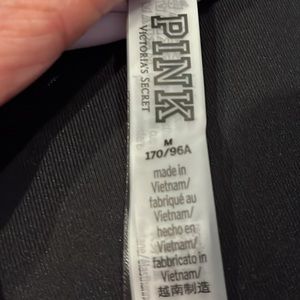 PINK
VICTORIA'S SECRET
M
170/96A
made in
Vietnam/
fabriqué au
Vietnam/
hecho en
Vietnam/
fabbricato in
Vietnam/
越南制造